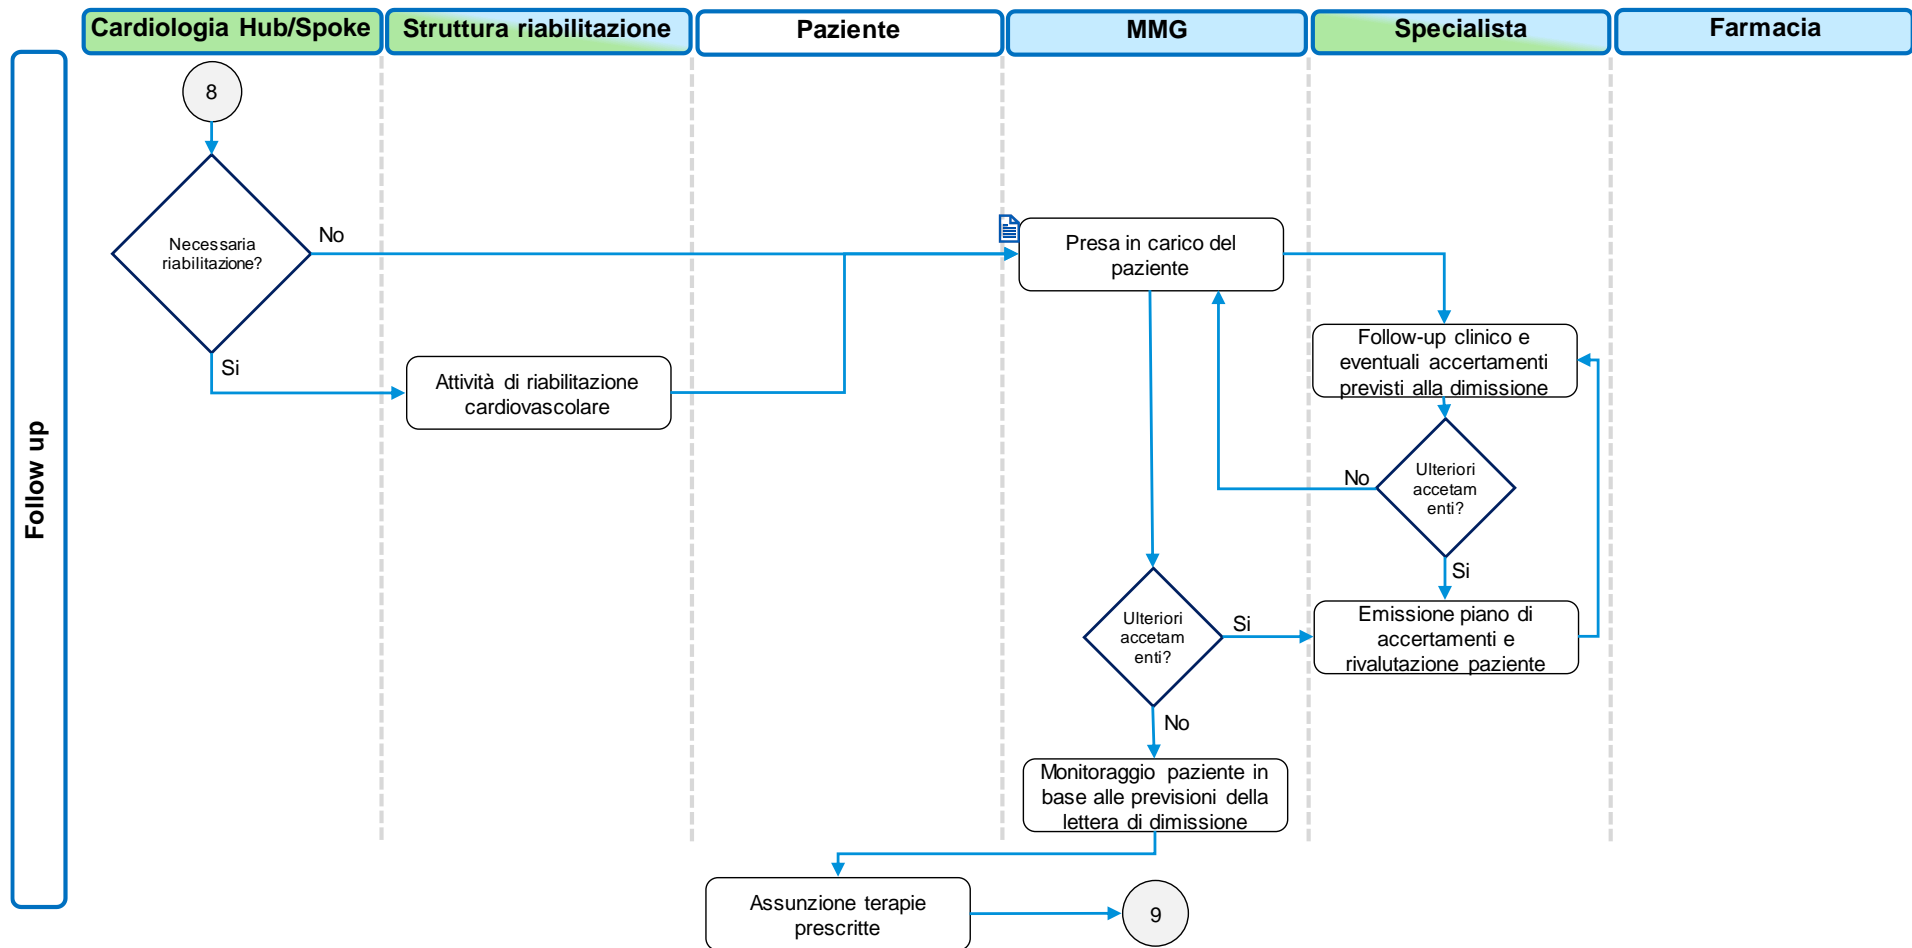 Cardiologia Hub/Spoke
Struttura riabilitazione
Paziente
MMG
Specialista
Farmacia
Follow up
8
Necessaria
riabilitazione?
No
Si
Attività di riabilitazione
cardiovascolare
Presa in carico del
paziente
Follow-up clinico e
eventuali accertamenti
previsti alla dimissione
Ulteriori
accetam
enti?
No
Si
Emissione piano di
accertamenti e
rivalutazione paziente
Ulteriori
accetam
enti?
Si
No
Monitoraggio paziente in
base alle previsioni della
lettera di dimissione
Assunzione terapie
prescritte
9